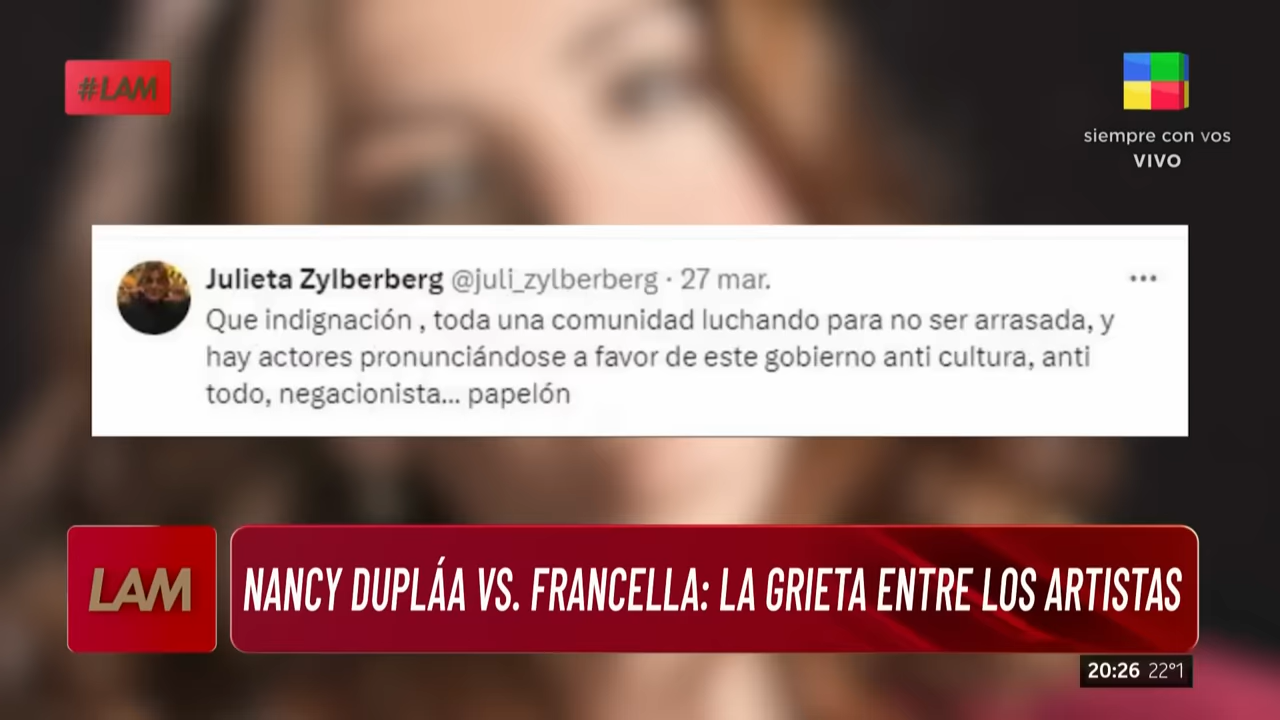 #LAM
siempre con vos
VIVO
Julieta Zylberberg @juli_zylberberg · 27 mar.
Que indignación , toda una comunidad luchando para no ser arrasada, y
hay actores pronunciándose a favor de este gobierno anti cultura, anti
todo, negacionista... papelón
LAM
NANCY DUPLÁA VS. FRANCELLA: LA GRIETA ENTRE LOS ARTISTAS
20:26 22°1